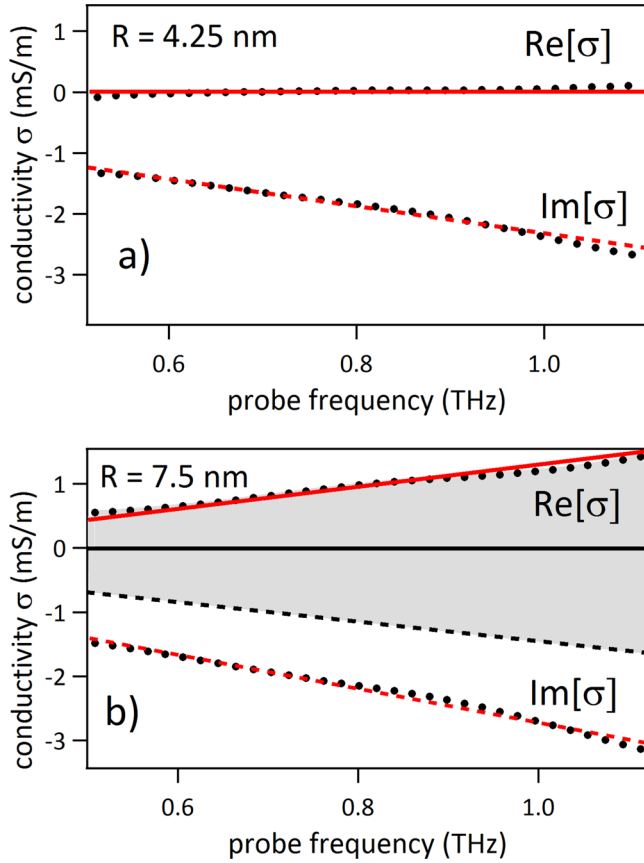 R = 4.25 nm
Re[σ]
Im[σ]
a)
conductivity σ (mS/m)
1
0
-1
-2
-3
0.6 0.8 1.0
probe frequency (THz)
R = 7.5 nm
Re[σ]
Im[σ]
b)
conductivity σ (mS/m)
1
0
-1
-2
-3
0.6 0.8 1.0
probe frequency (THz)